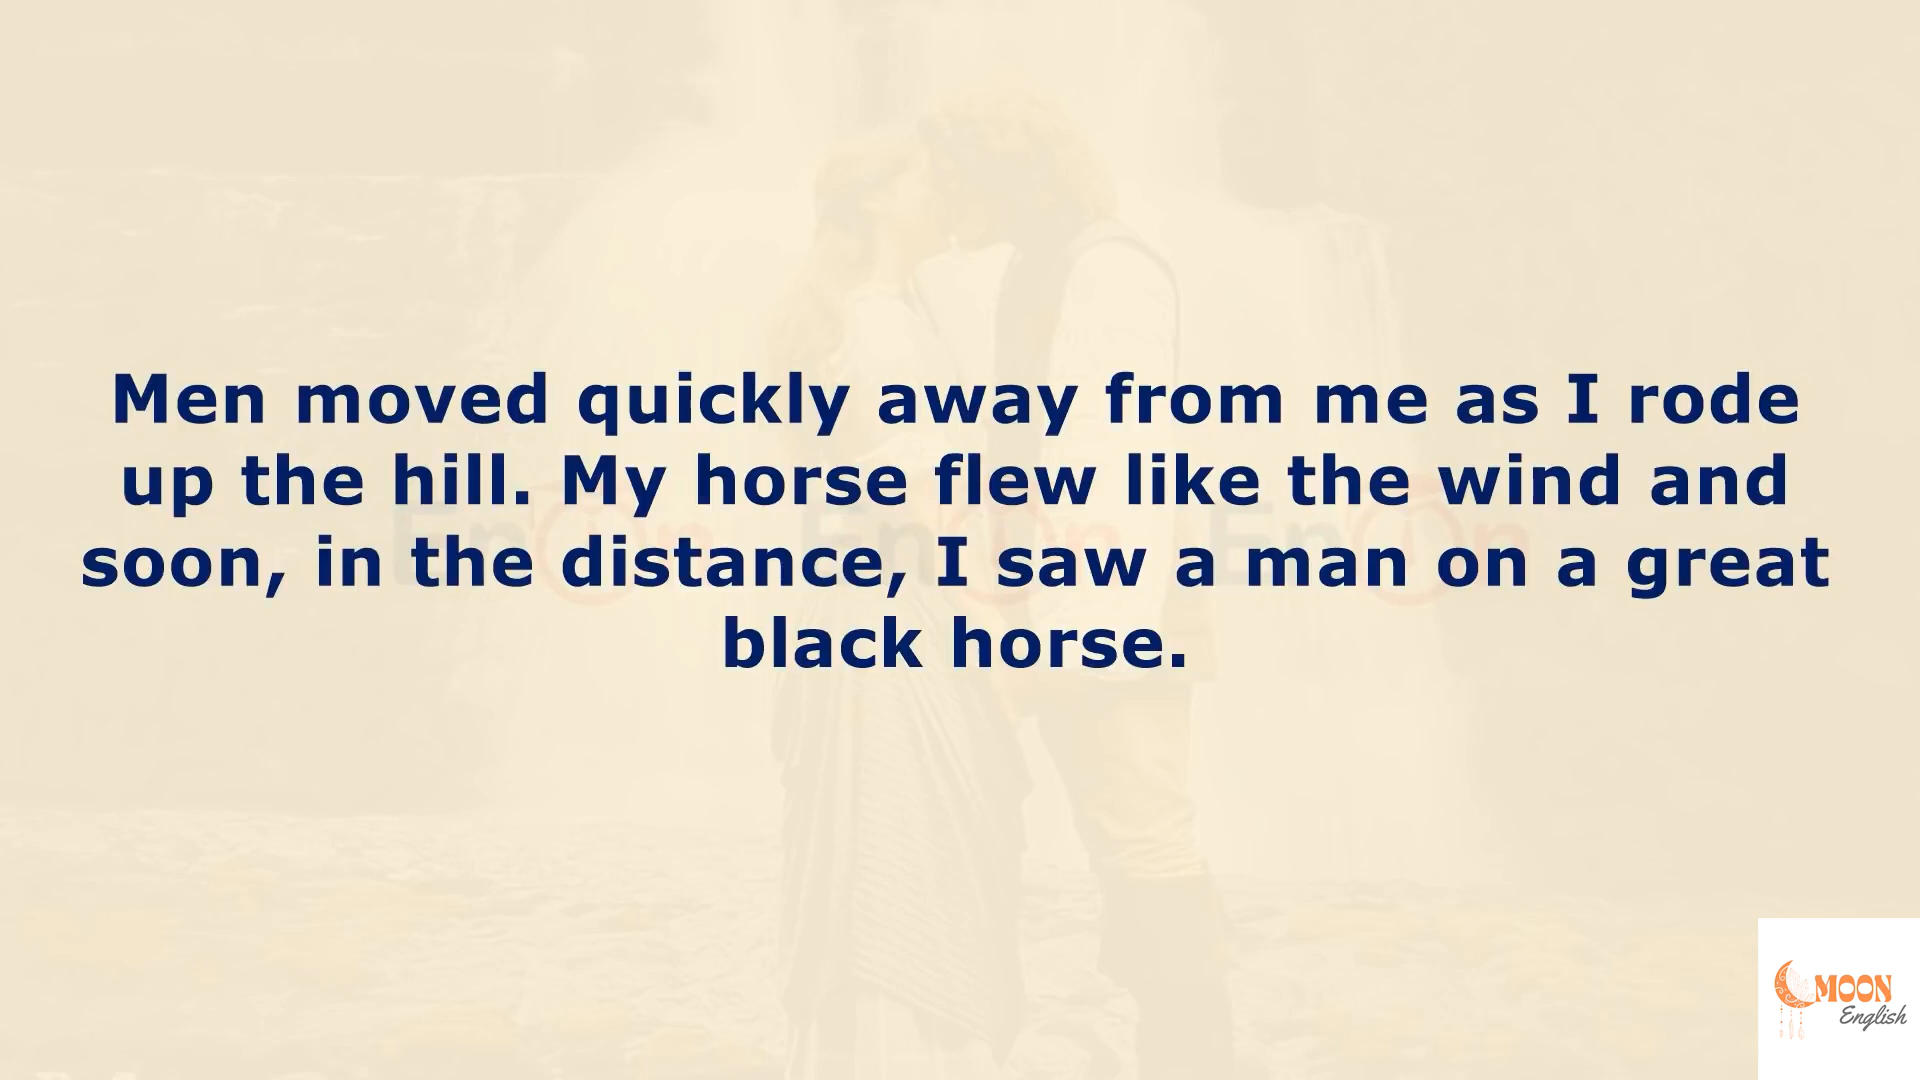 Men moved quickly away from me as I rode
up the hill. My horse flew like the wind and
soon, in the distance, I saw a man on a great
black horse.
MOON
English